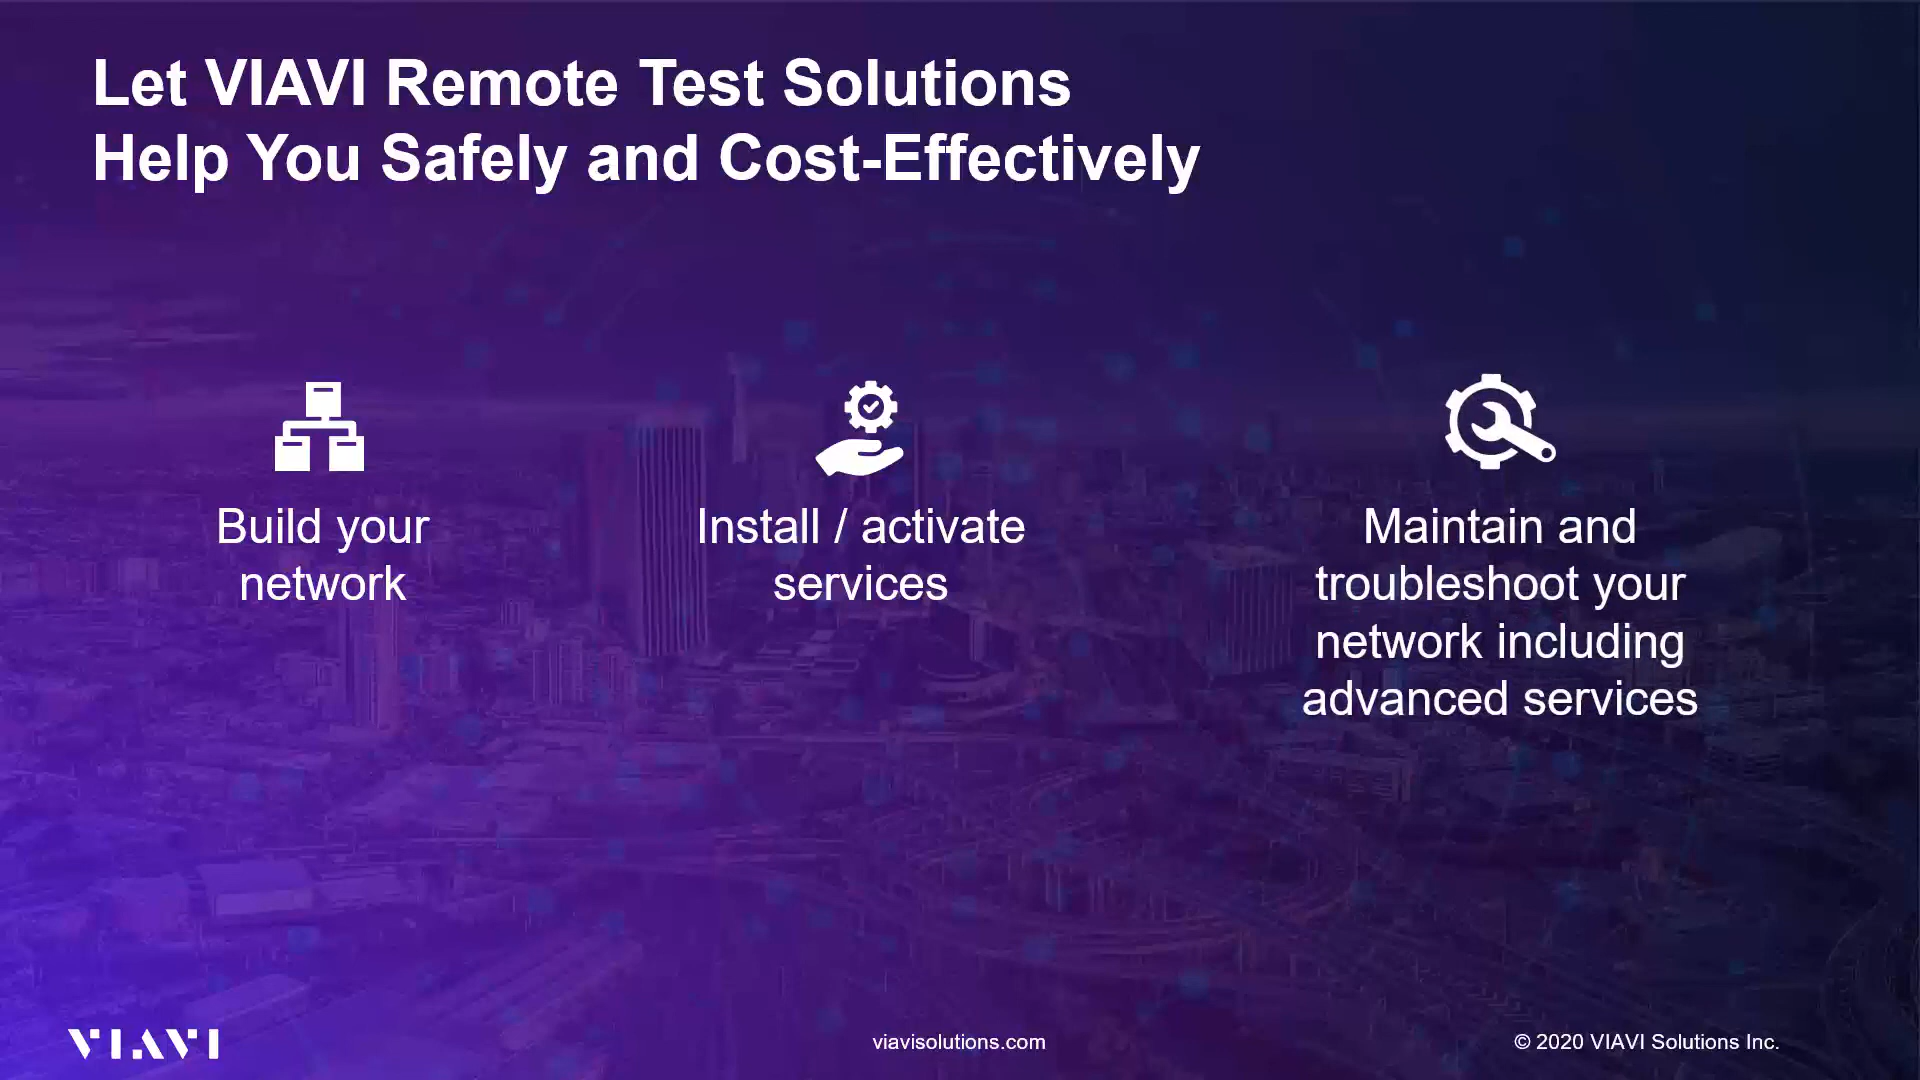 Let VIAVI Remote Test Solutions
Help You Safely and Cost-Effectively
Build your
network
Install / activate
services
Maintain and
troubleshoot your
network including
advanced services
VIAVI
viavisolutions.com
© 2020 VIAVI Solutions Inc.